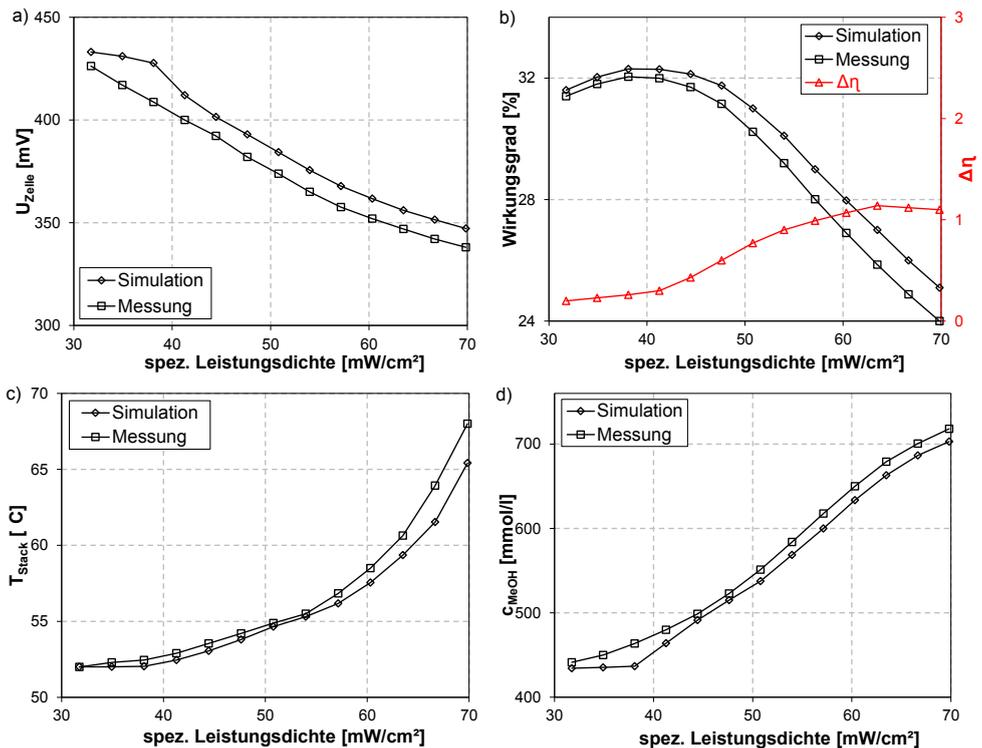 a)
450
400
350
300
U_Zelle [mV]
Simulation
Messung
30 40 50 60 70
spez. Leistungsdichte [mW/cm²]
b)
32
28
24
Wirkungsgrad [%]
Simulation
Messung
Δη
3
2
1
0
Δη
30 40 50 60 70
spez. Leistungsdichte [mW/cm²]
c)
70
65
60
55
50
T_Stack [ C]
Simulation
Messung
30 40 50 60 70
spez. Leistungsdichte [mW/cm²]
d)
700
600
500
400
c_MeOH [mmol/l]
Simulation
Messung
30 40 50 60 70
spez. Leistungsdichte [mW/cm²]